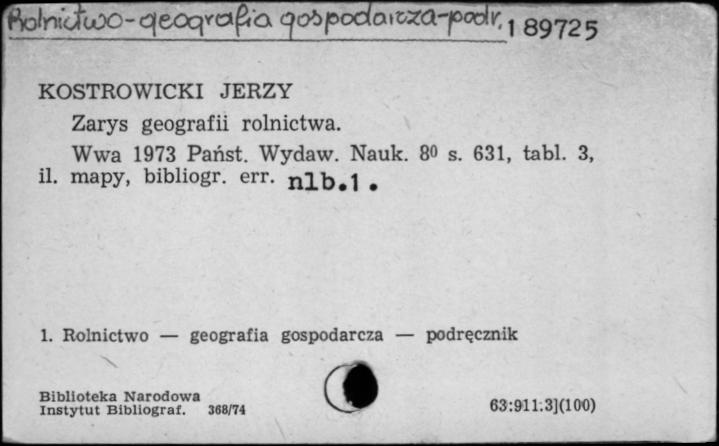 Rolnictwo-geografia gospodarcza-podr. 1 89725
KOSTROWICKI JERZY
Zarys geografii rolnictwa.
Wwa 1973 Państ. Wydaw. Nauk. 8⁰ s. 631, tabl. 3,
il. mapy, bibliogr. err. nlb.1.
1. Rolnictwo — geografia gospodarcza — podręcznik
Biblioteka Narodowa
Instytut Bibliograf. 368/74
63:911.3](100)